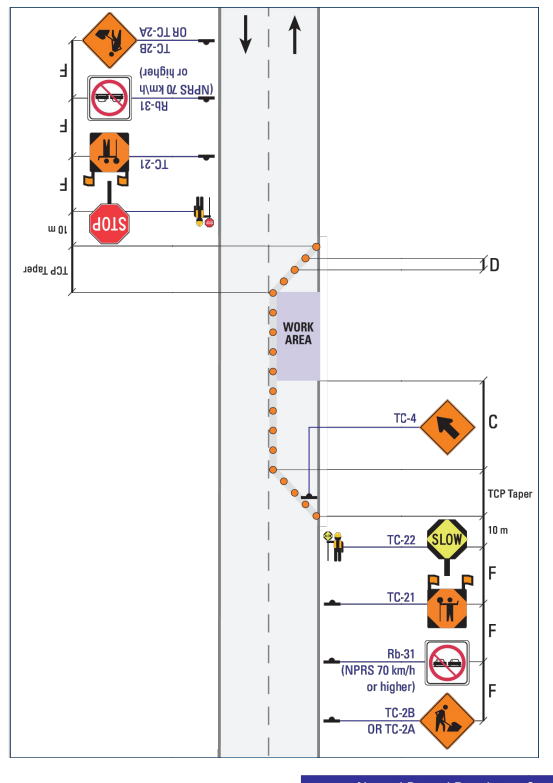 TC-2B
OR TC-2A
F
Rb-31
(NPRS 70 km/h
or higher)
F
TC-21
F
STOP
10 m
TCP Taper
D
WORK
AREA
TC-4
C
TCP Taper
10 m
TC-22
SLOW
F
TC-21
F
Rb-31
(NPRS 70 km/h
or higher)
F
TC-2B
OR TC-2A